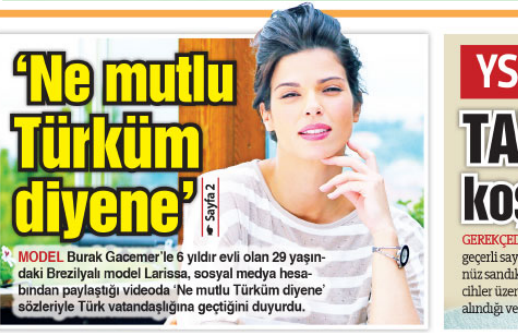 ‘Ne mutlu
Türküm
diyene’
Sayfa 2
MODEL Burak Gacemer’le 6 yıldır evli olan 29 yaşın-
daki Brezilyalı model Larissa, sosyal medya hesa-
bından paylaştığı videoda ‘Ne mutlu Türküm diyene’
sözleriyle Türk vatandaşlığına geçtiğini duyurdu.
YS
TA
koş
GEREKÇEL
geçerli say
nüz sandık
cihler üzer
alındığı ve